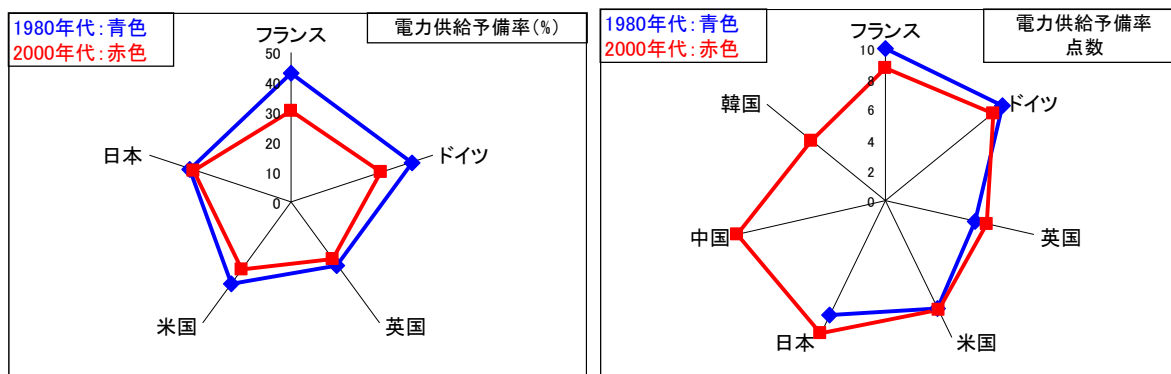 1980年代:青色
2000年代:赤色
電力供給予備率(%)
フランス
50
40
30
20
10
0
ドイツ
日本
米国
英国
1980年代:青色
2000年代:赤色
電力供給予備率
点数
フランス
10
8
6
4
2
0
韓国
ドイツ
中国
英国
日本
米国